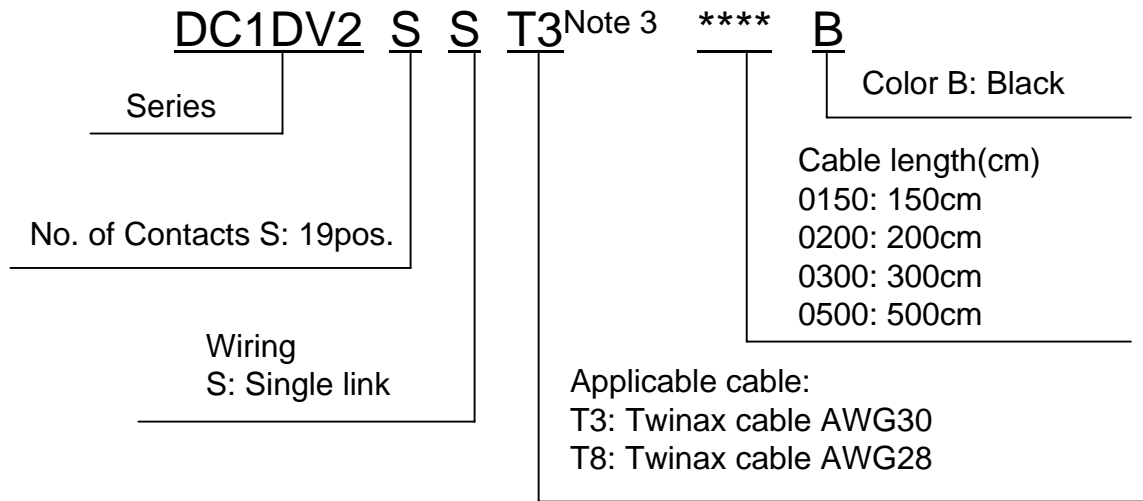 DC1DV2 S S T3Note 3 **** B
Color B: Black
Series
Cable length(cm)
0150: 150cm
0200: 200cm
0300: 300cm
0500: 500cm
No. of Contacts S: 19pos.
Wiring
S: Single link
Applicable cable:
T3: Twinax cable AWG30
T8: Twinax cable AWG28